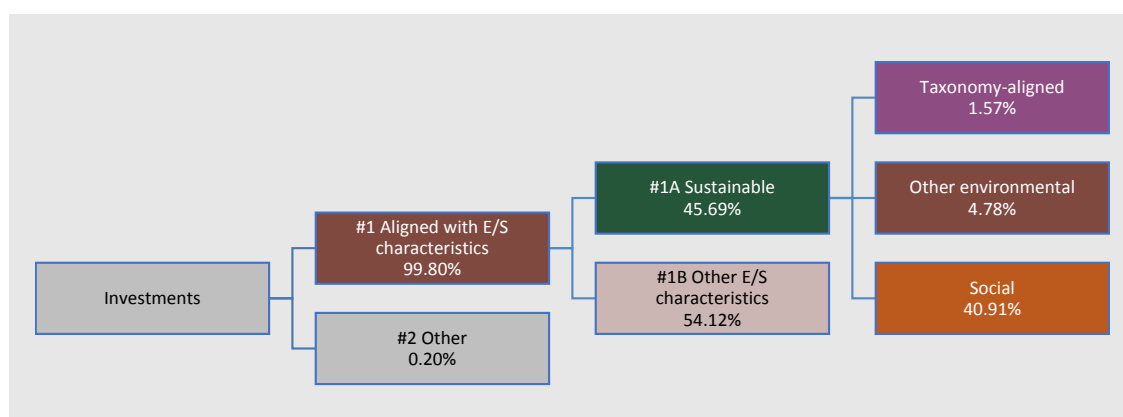 Investments
#1 Aligned with E/S
characteristics
99.80%
#2 Other
0.20%
#1A Sustainable
45.69%
#1B Other E/S
characteristics
54.12%
Taxonomy-aligned
1.57%
Other environmental
4.78%
Social
40.91%